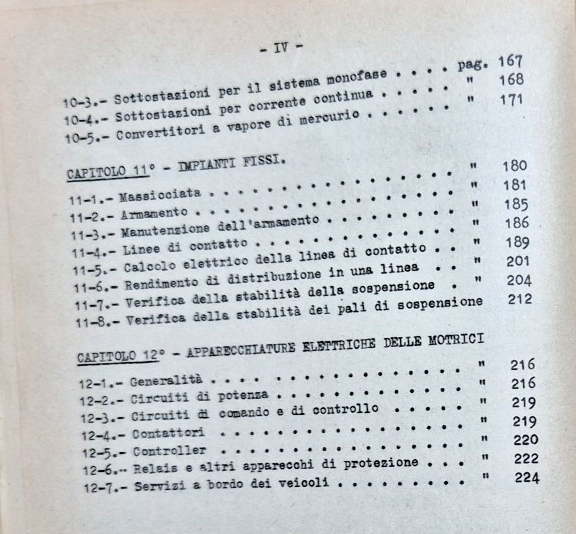 - IV -
10-3.- Sottostazioni per il sistema monofase . . . . pag. 167
10-4.- Sottostazioni per corrente continua . . . . . " 168
10-5.- Convertitori a vapore di mercurio . . . . . . " 171
CAPITOLO 11° - IMPIANTI FISSI.
11-1.- Massicciata . . . . . . . . . . . . . . . . . " 180
11-2.- Armamento . . . . . . . . . . . . . . . . . . " 181
11-3.- Manutenzione dell'armamento . . . . . . . . . " 185
11-4.- Linee di contatto . . . . . . . . . . . . . . " 186
11-5.- Calcolo elettrico della linea di contatto . . " 189
11-6.- Rendimento di distribuzione in una linea . . " 201
11-7.- Verifica della stabilità della sospensione . " 204
11-8.- Verifica della stabilità dei pali di sospensione 212
CAPITOLO 12° - APPARECCHIATURE ELETTRICHE DELLE MOTRICI
12-1.- Generalità . . . . . . . . . . . . . . . . . " 216
12-2.- Circuiti di potenza . . . . . . . . . . . . . " 216
12-3.- Circuiti di comando e di controllo . . . . . " 219
12-4.- Contattori . . . . . . . . . . . . . . . . . " 219
12-5.- Controller . . . . . . . . . . . . . . . . . " 220
12-6.- Relais e altri apparecchi di protezione . . . " 222
12-7.- Servizi a bordo dei veicoli . . . . . . . . . " 224